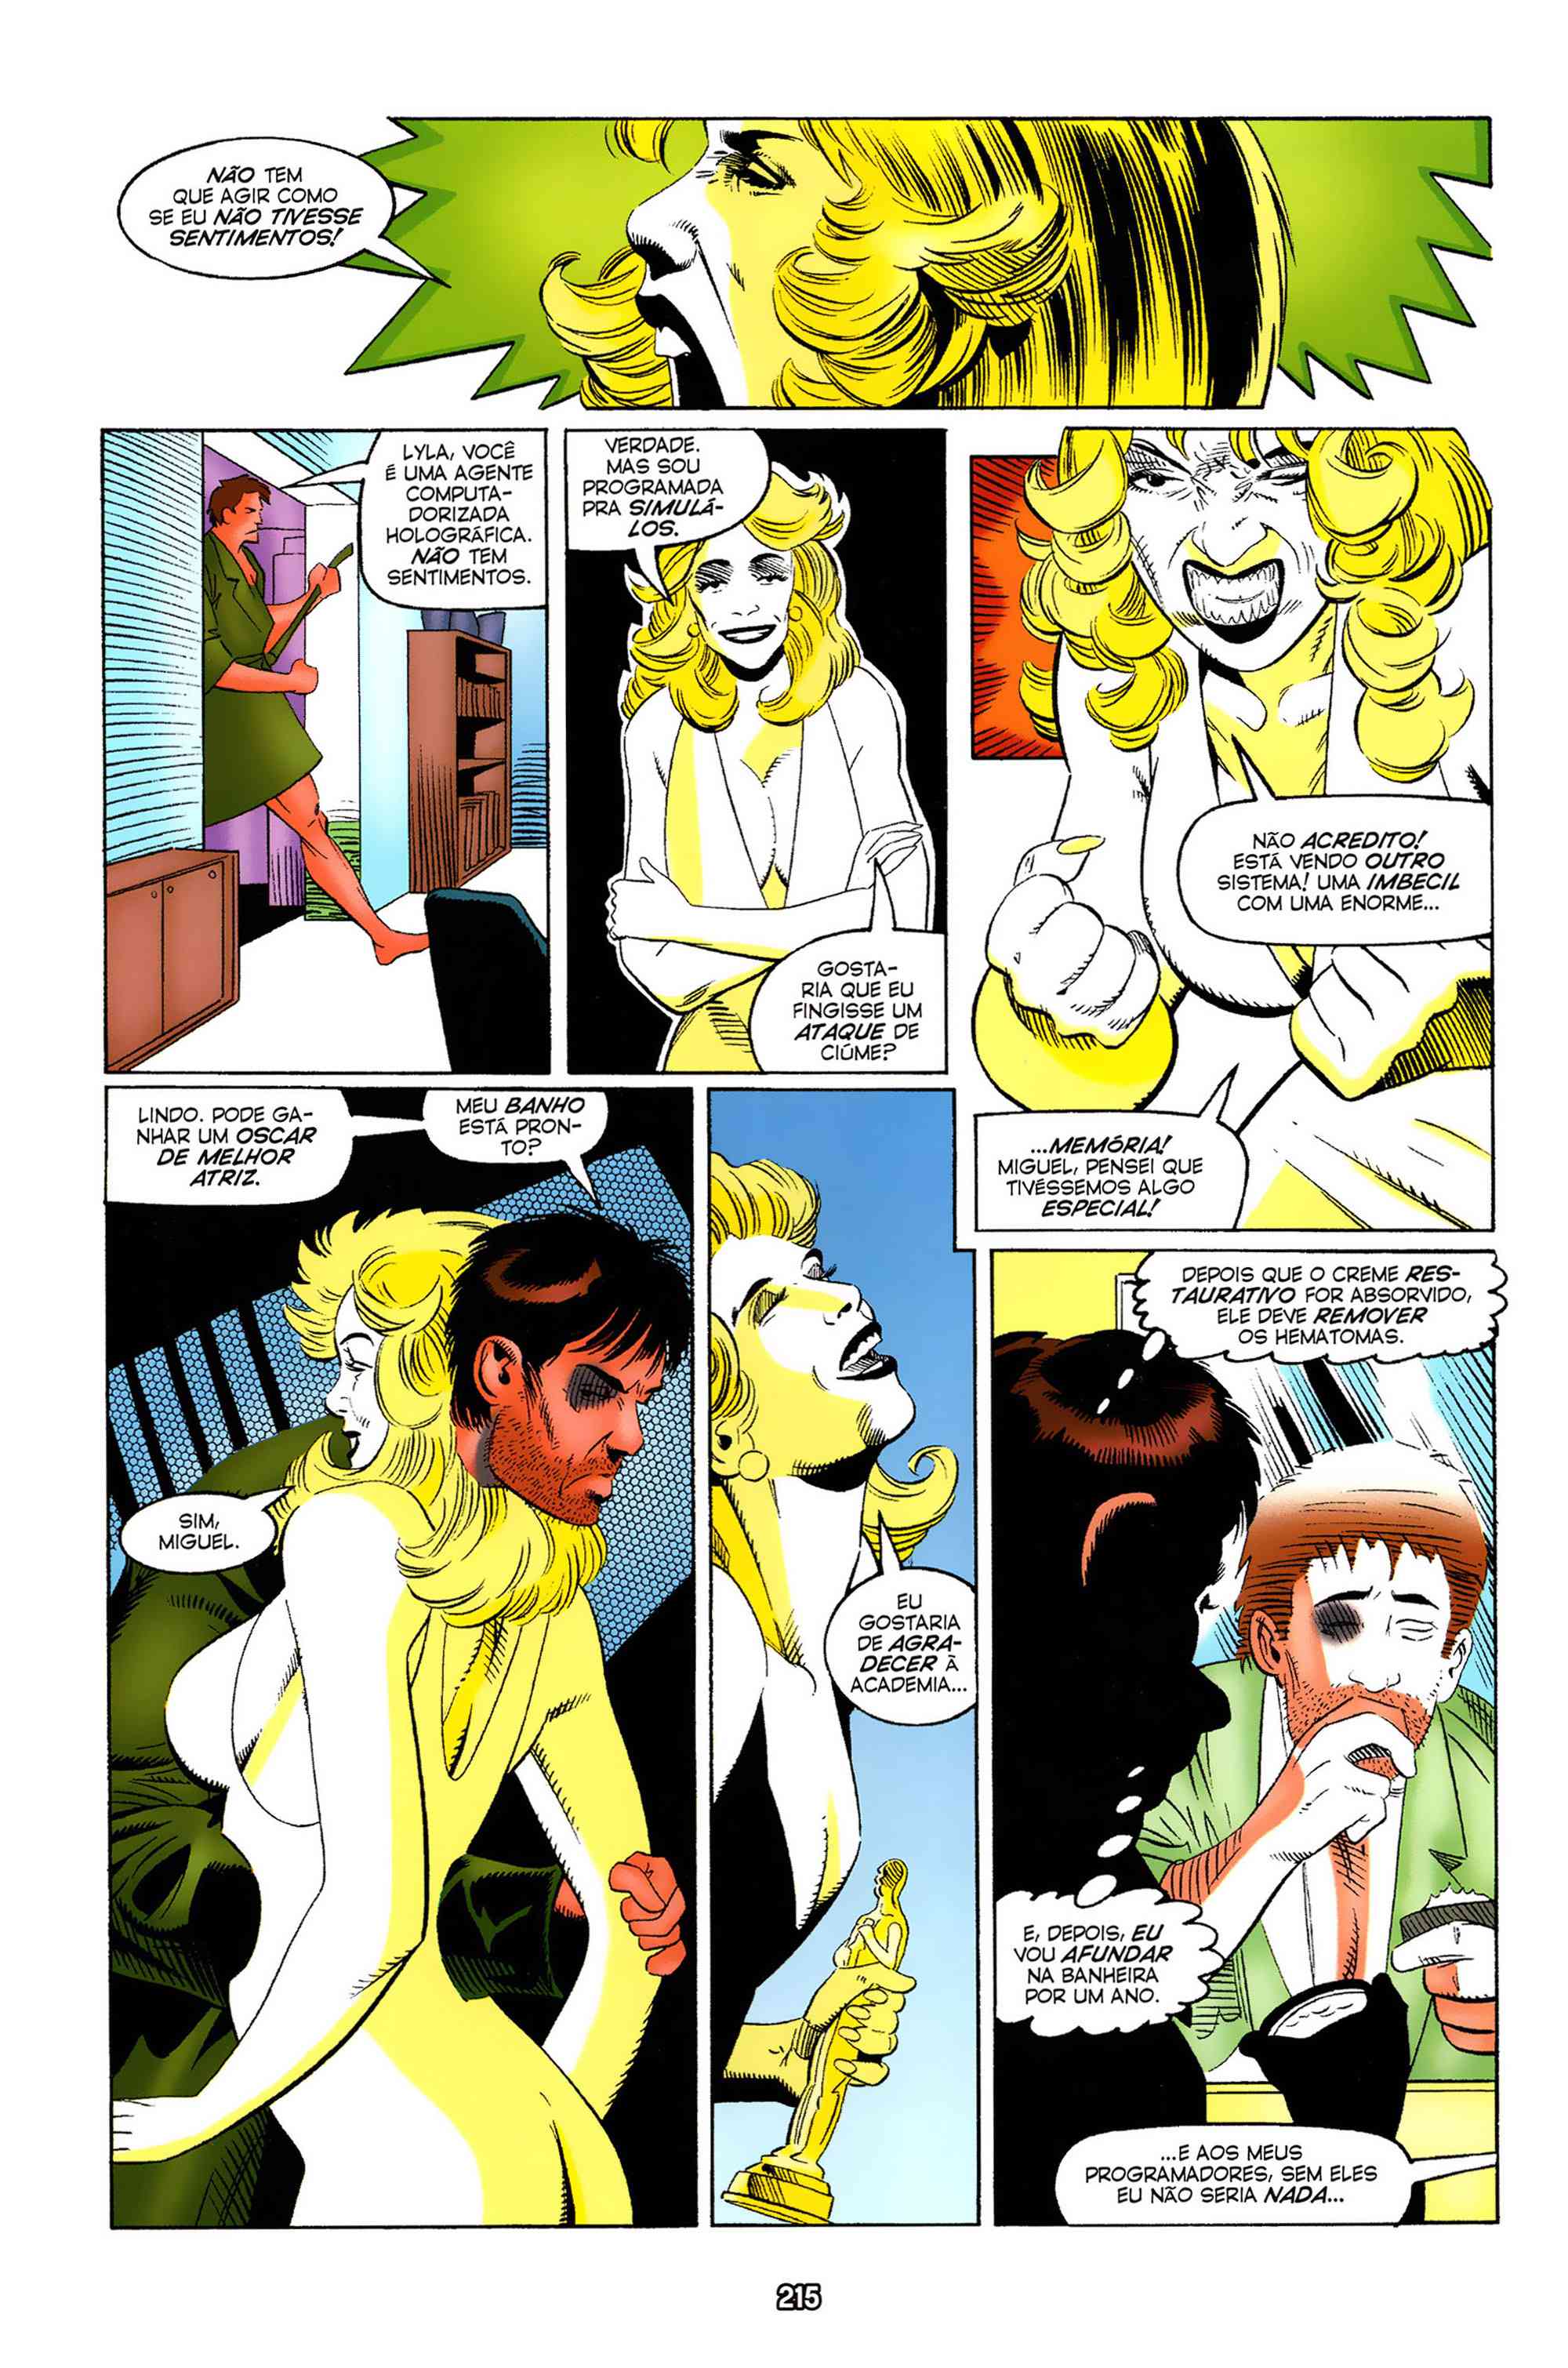 NÃO TEM
QUE AGIR COMO
SE EU NÃO TIVESSE
SENTIMENTOS!
LYLA, VOCÊ
É UMA AGENTE
COMPUTA-
DORIZADA
HOLOGRÁFICA.
NÃO TEM
SENTIMENTOS.
VERDADE.
MAS SOU
PROGRAMADA
PRA SIMULÁ-
LOS.
GOSTA-
RIA QUE EU
FINGISSE UM
ATAQUE DE
CIÚME?
NÃO ACREDITO!
ESTÁ VENDO OUTRO
SISTEMA! UMA IMBECIL
COM UMA ENORME...
...MEMÓRIA!
MIGUEL, PENSEI QUE
TIVÉSSEMOS ALGO
ESPECIAL!
LINDO. PODE GA-
NHAR UM OSCAR
DE MELHOR
ATRIZ.
MEU BANHO
ESTÁ PRON-
TO?
SIM,
MIGUEL.
EU
GOSTARIA
DE AGRA-
DECER À
ACADEMIA...
DEPOIS QUE O CREME RES-
TAURATIVO FOR ABSORVIDO,
ELE DEVE REMOVER
OS HEMATOMAS.
E, DEPOIS, EU
VOU AFUNDAR
NA BANHEIRA
POR UM ANO.
...E AOS MEUS
PROGRAMADORES, SEM ELES
EU NÃO SERIA NADA...
215